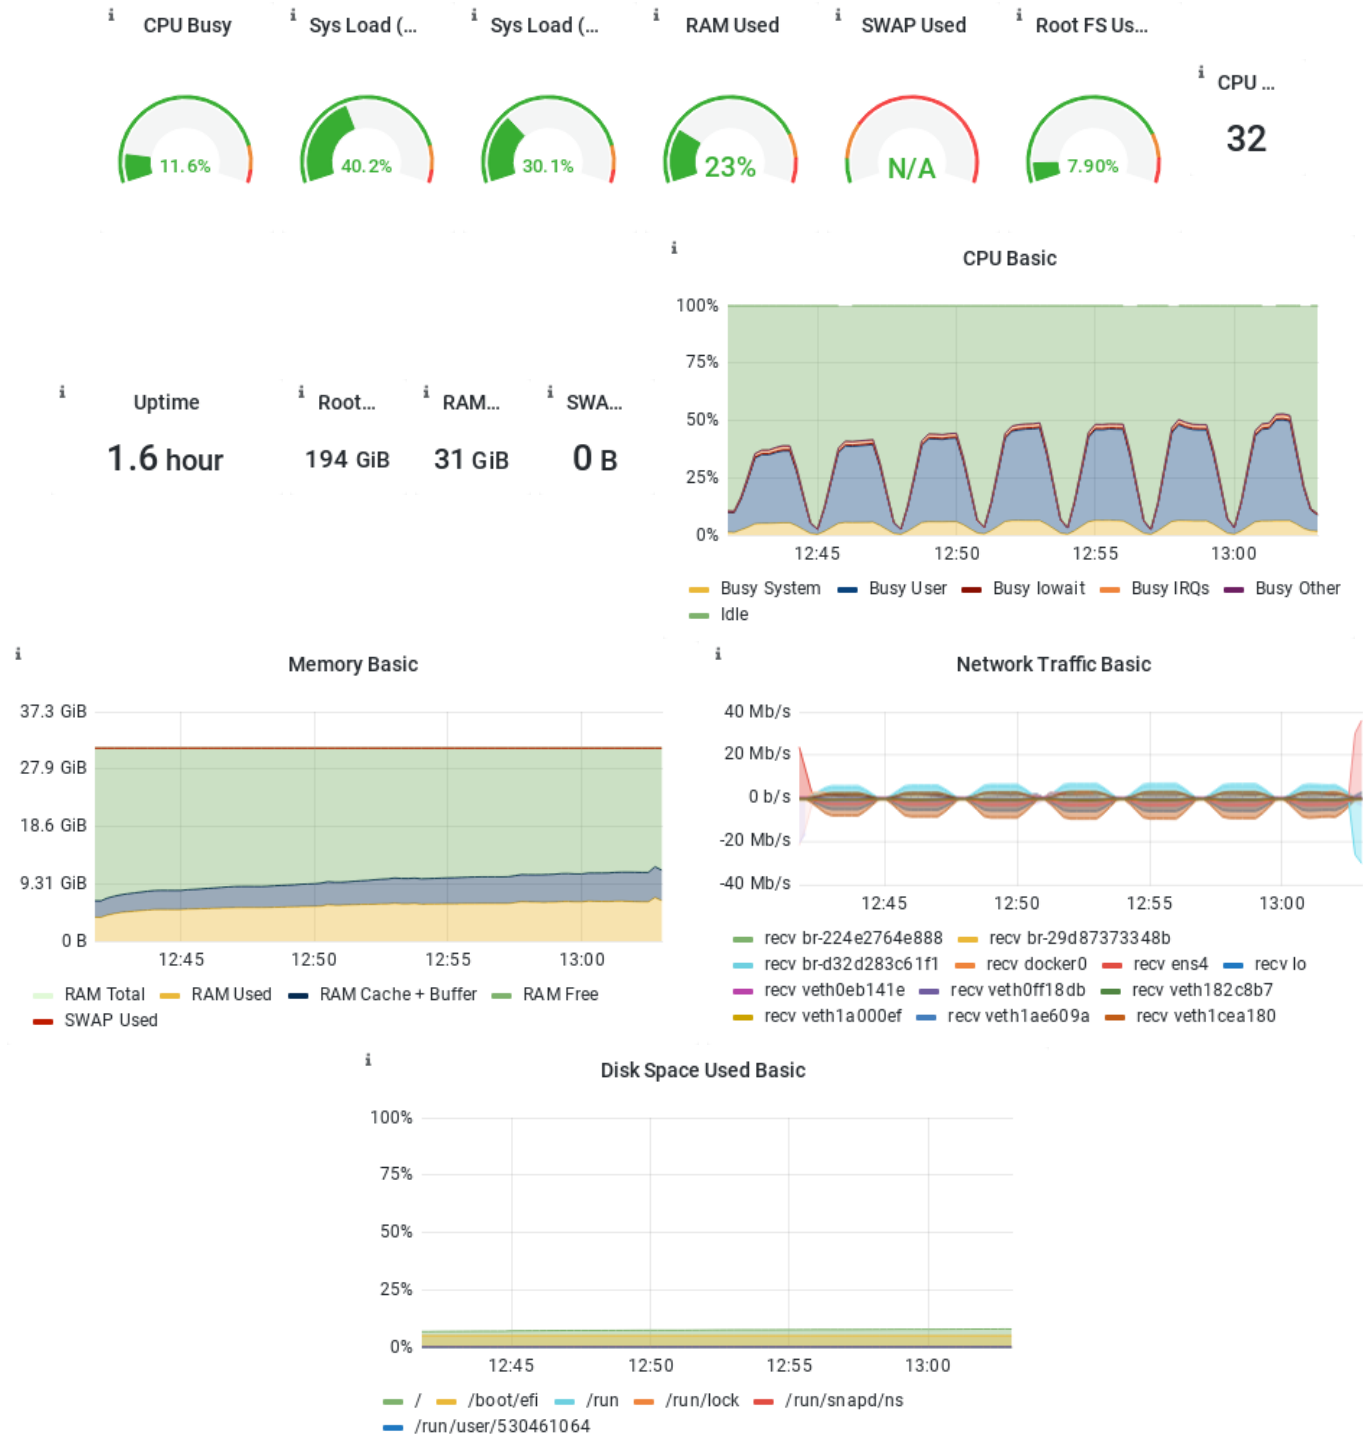 CPU Busy
Sys Load (...
Sys Load (...
RAM Used
SWAP Used
Root FS Us...
CPU ...
11.6%
40.2%
30.1%
23%
N/A
7.90%
32
Uptime
Root...
RAM...
SWA...
1.6 hour
194 GiB
31 GiB
0 B
CPU Basic
100%
75%
50%
25%
0%
12:45 12:50 12:55 13:00
Busy System Busy User Busy Iowait Busy IRQs Busy Other
Idle
Memory Basic
37.3 GiB
27.9 GiB
18.6 GiB
9.31 GiB
0 B
12:45 12:50 12:55 13:00
RAM Total RAM Used RAM Cache + Buffer RAM Free
SWAP Used
Network Traffic Basic
40 Mb/s
20 Mb/s
0 b/s
-20 Mb/s
-40 Mb/s
12:45 12:50 12:55 13:00
recv br-224e2764e888 recv br-29d87373348b
recv br-d32d283c61f1 recv docker0 recv ens4 recv lo
recv veth0eb141e recv veth0ff18db recv veth182c8b7
recv veth1a000ef recv veth1ae609a recv veth1cea180
Disk Space Used Basic
100%
75%
50%
25%
0%
12:45 12:50 12:55 13:00
/ /boot/efi /run /run/lock /run/snapd/ns
/run/user/530461064